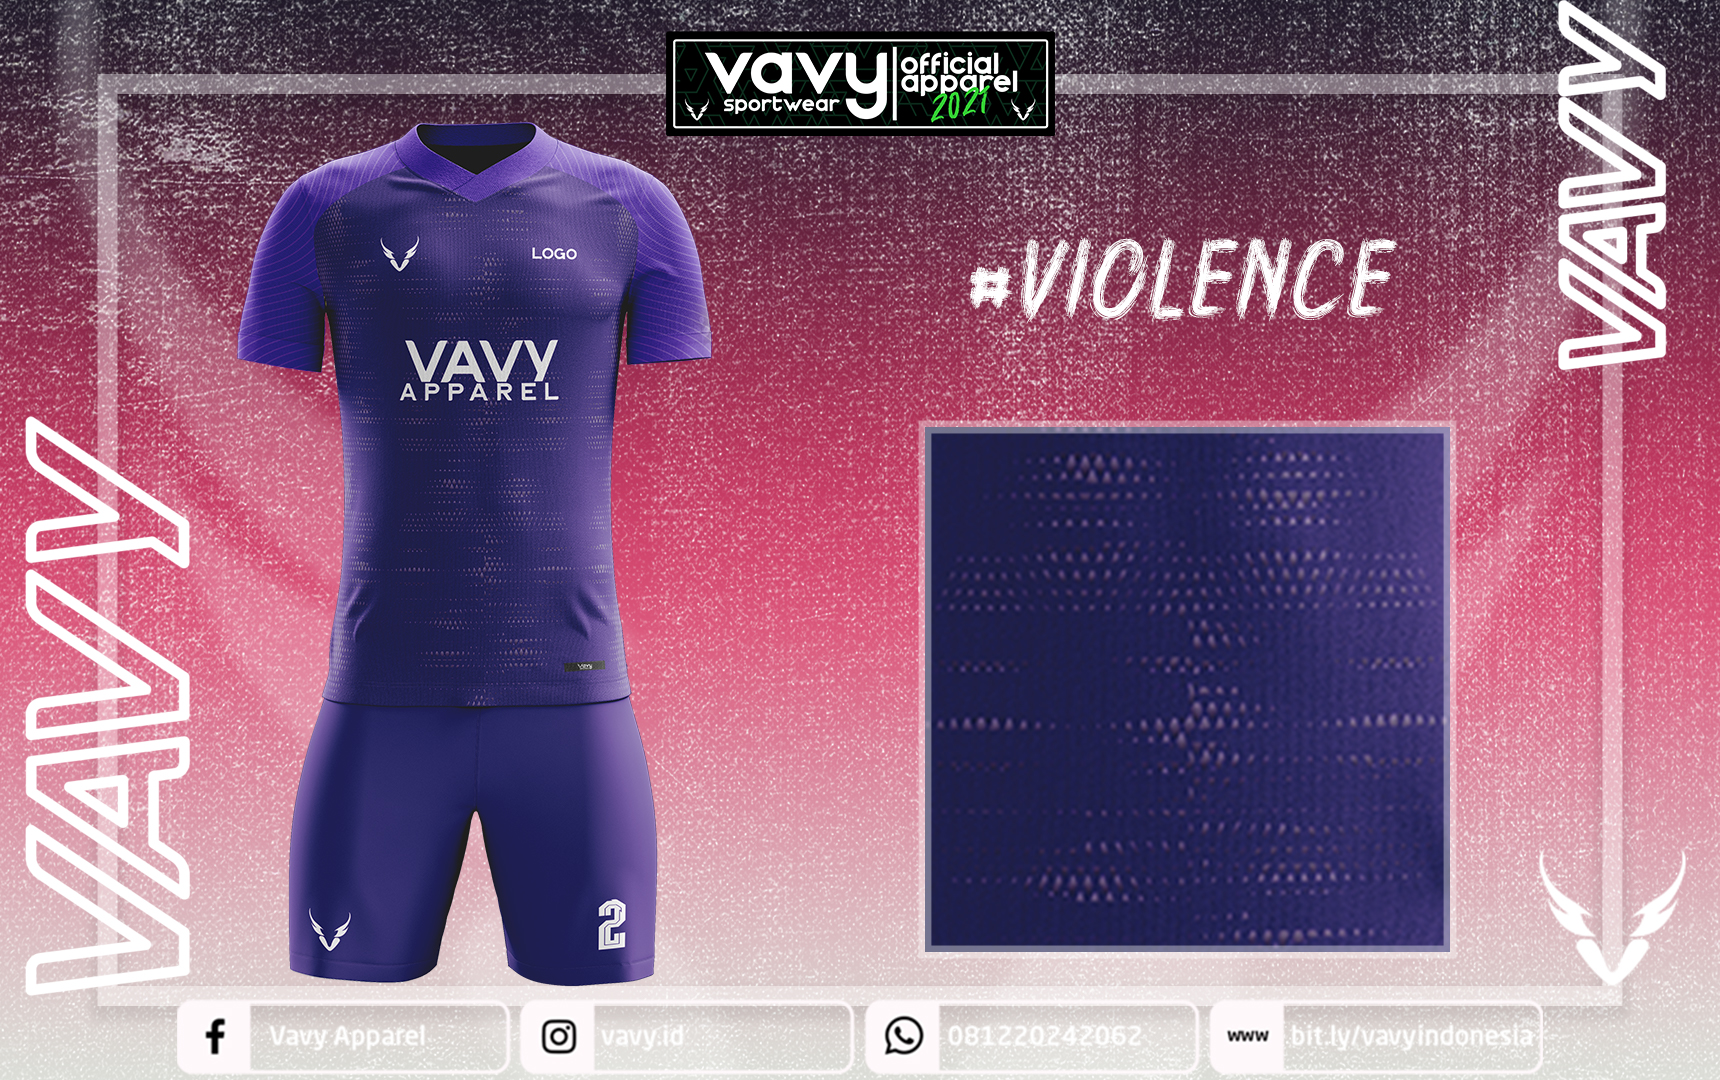 vavy
sportwear
official
apparel
2021
VAVY
#VIOLENCE
LOGO
VAVY
APPAREL
vavy
2
VAVY
Vavy Apparel
vavy.id
081220242062
www
bit.ly/vavyindonesia